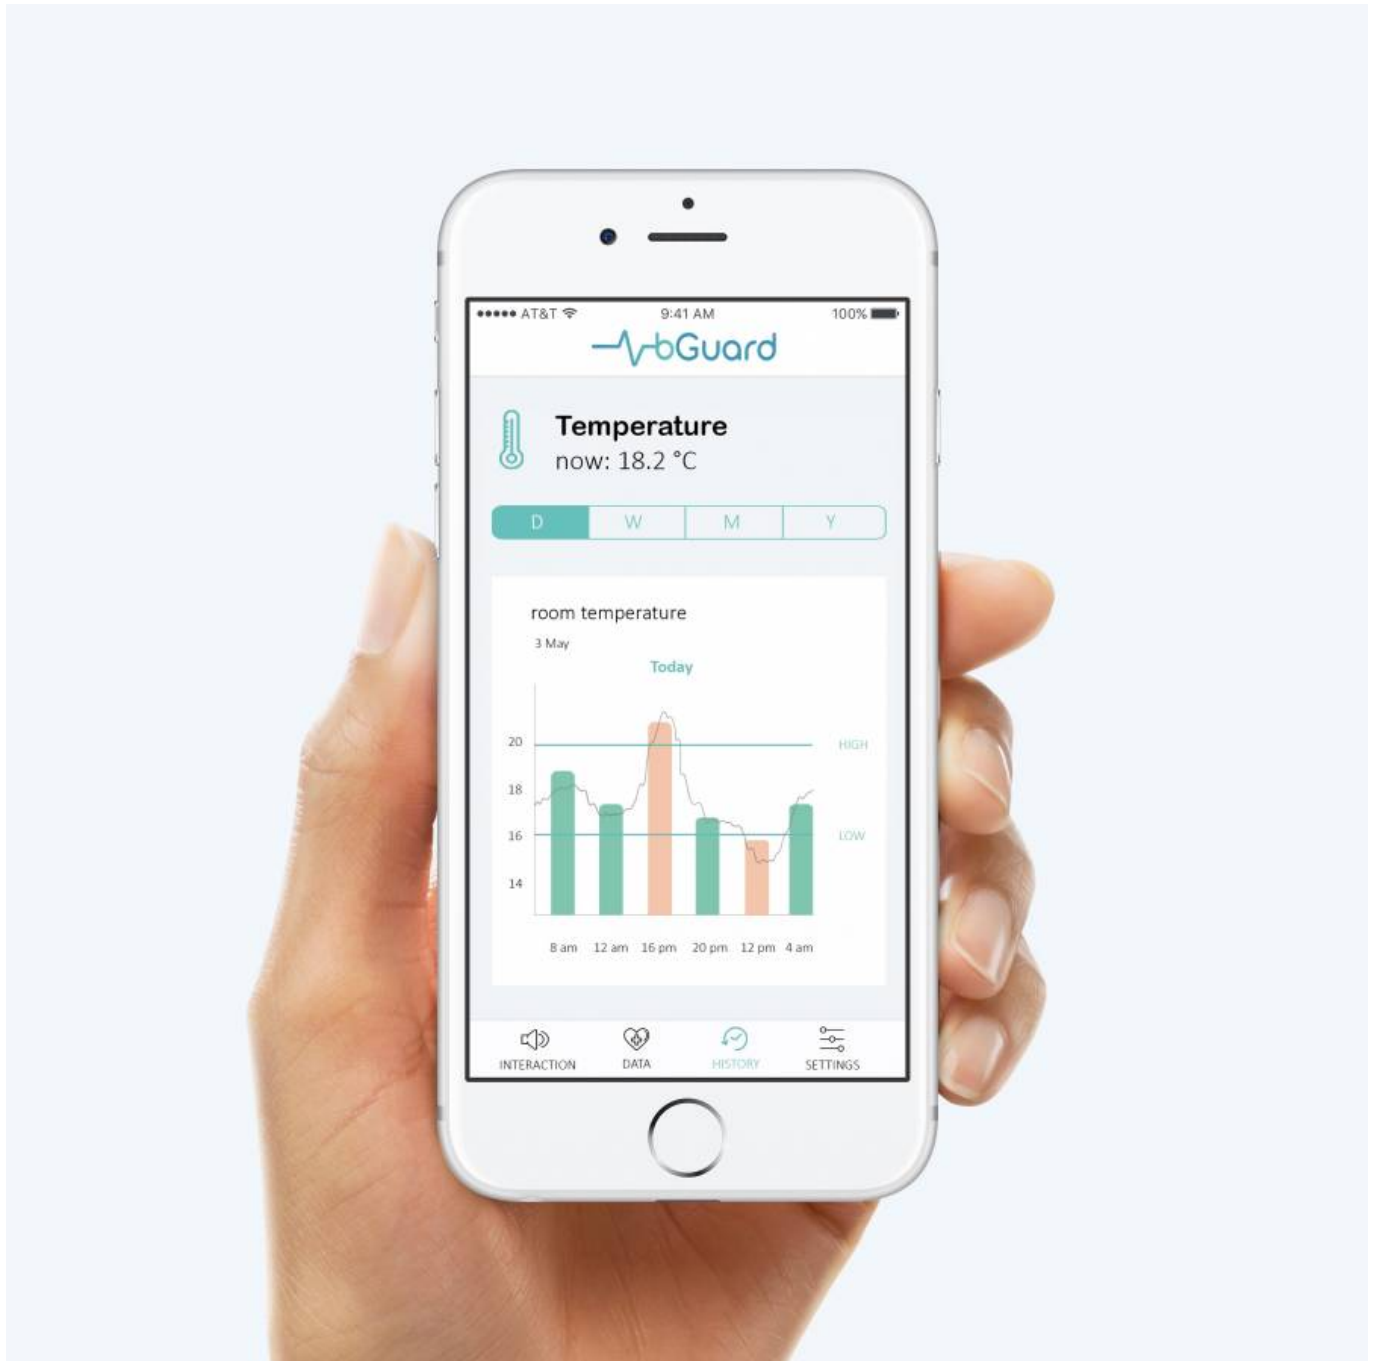 ●●●●● AT&T 9:41 AM 100%
bGuard
Temperature
now: 18.2 °C
D W M Y
room temperature
3 May
Today
20
HIGH
18
16
LOW
14
8 am 12 am 16 pm 20 pm 12 pm 4 am
INTERACTION DATA HISTORY SETTINGS